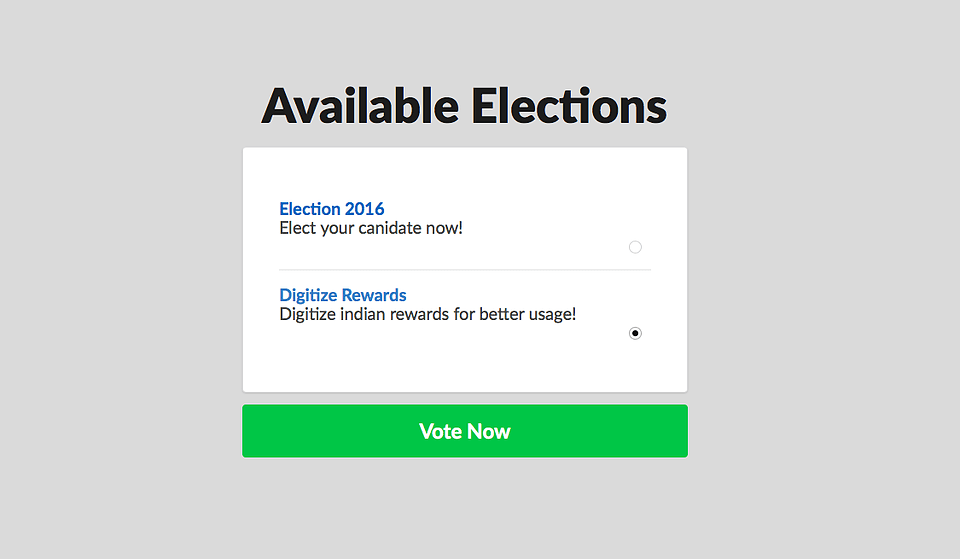 Available Elections
Election 2016
Elect your canidate now!
Digitize Rewards
Digitize indian rewards for better usage!
Vote Now